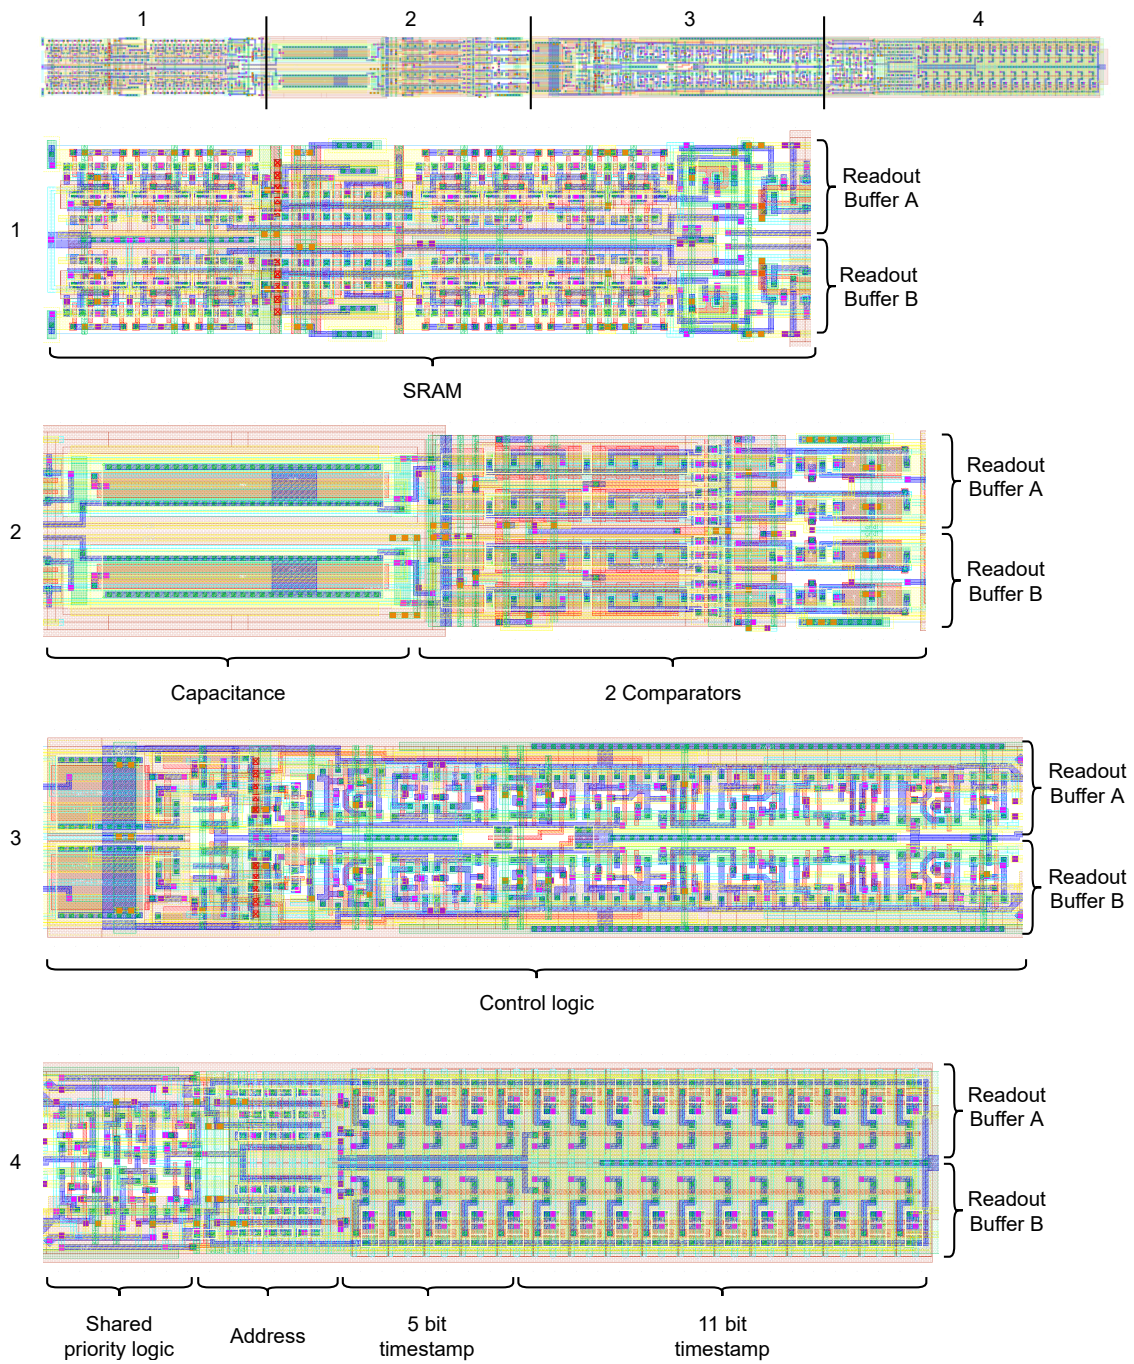 1
2
3
4
1
Readout
Buffer A
Readout
Buffer B
SRAM
2
Readout
Buffer A
Readout
Buffer B
Capacitance
2 Comparators
3
Readout
Buffer A
Readout
Buffer B
Control logic
4
Readout
Buffer A
Readout
Buffer B
Shared
priority logic
Address
5 bit
timestamp
11 bit
timestamp